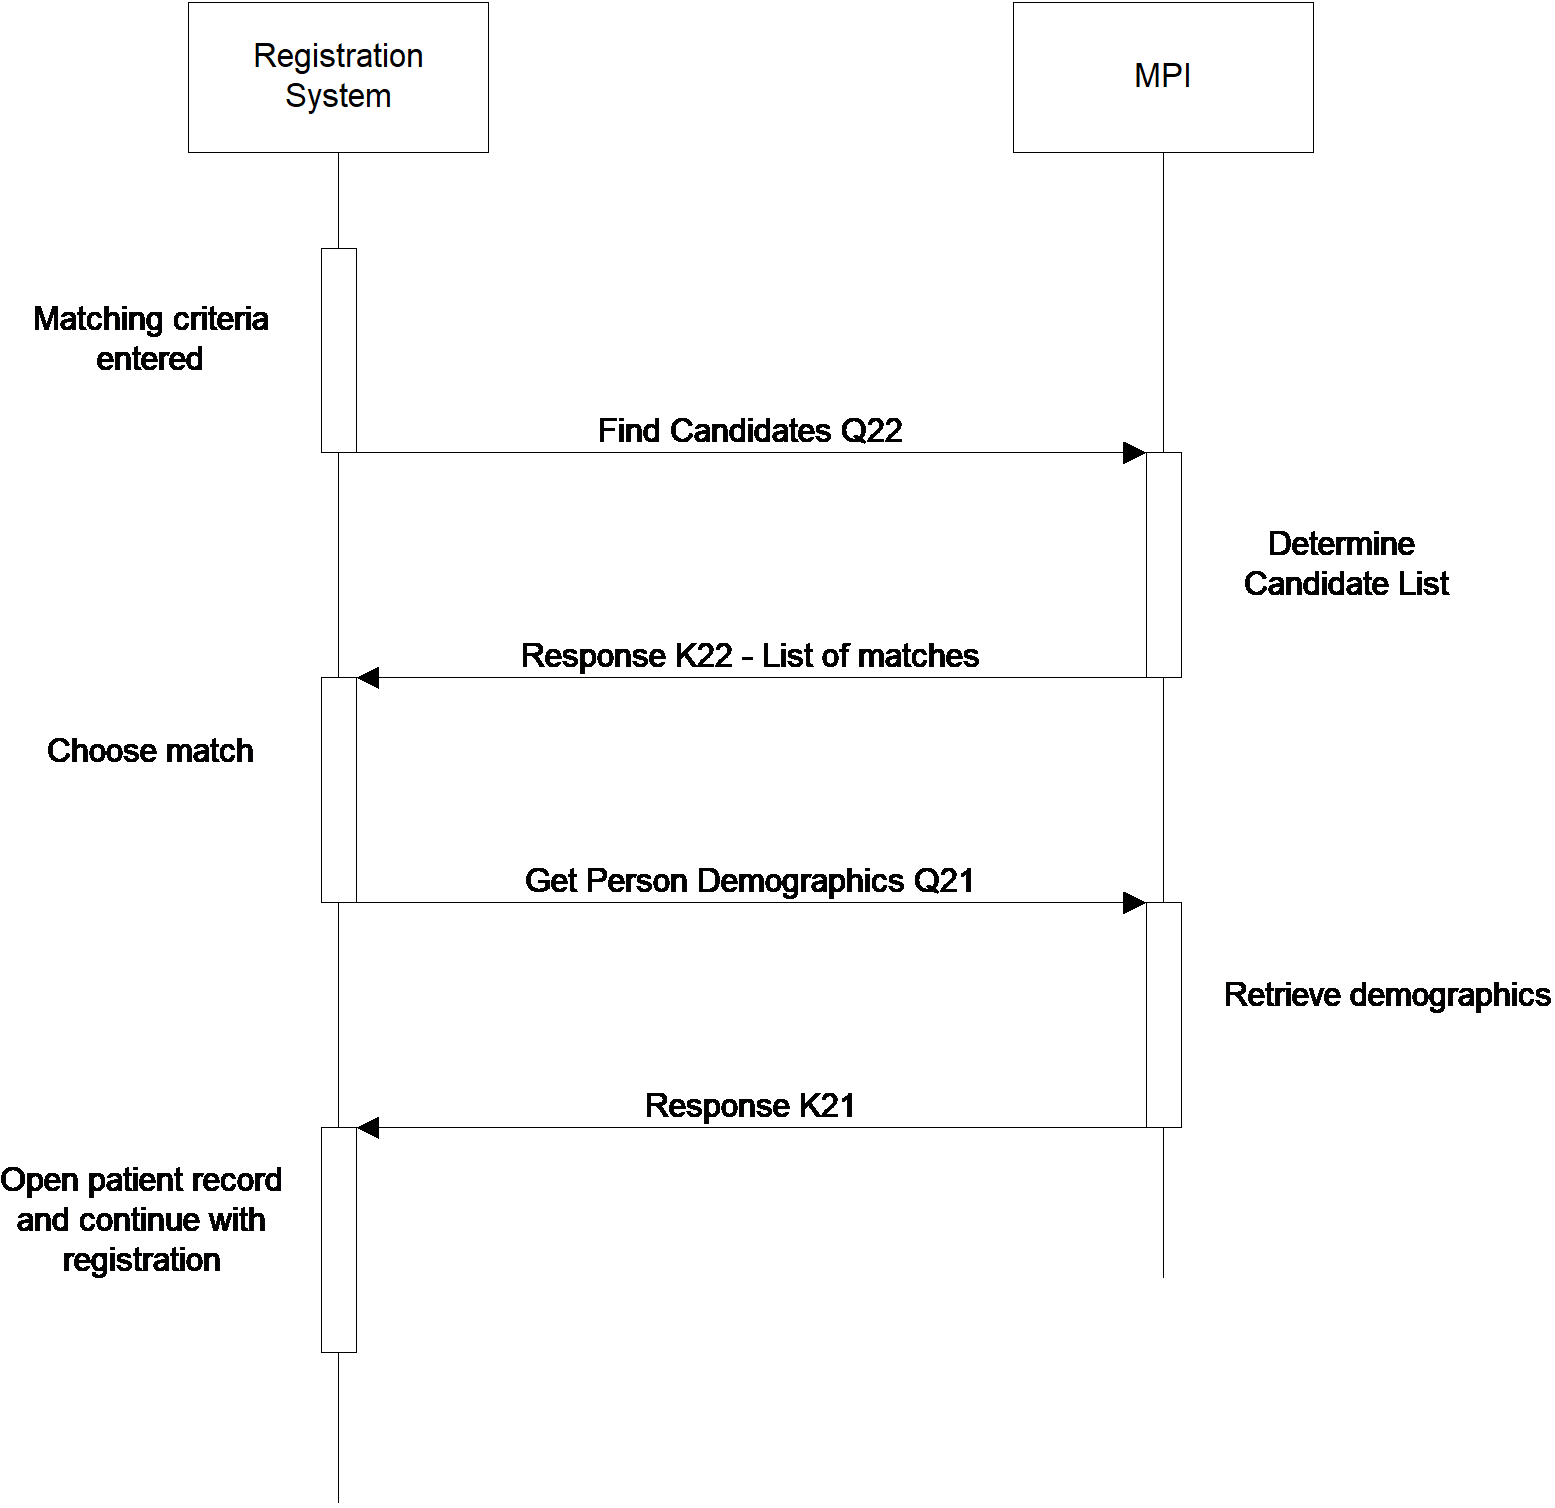 Registration
System
MPI
Matching criteria
entered
Find Candidates Q22
Determine
Candidate List
Response K22 - List of matches
Choose match
Get Person Demographics Q21
Retrieve demographics
Response K21
Open patient record
and continue with
registration